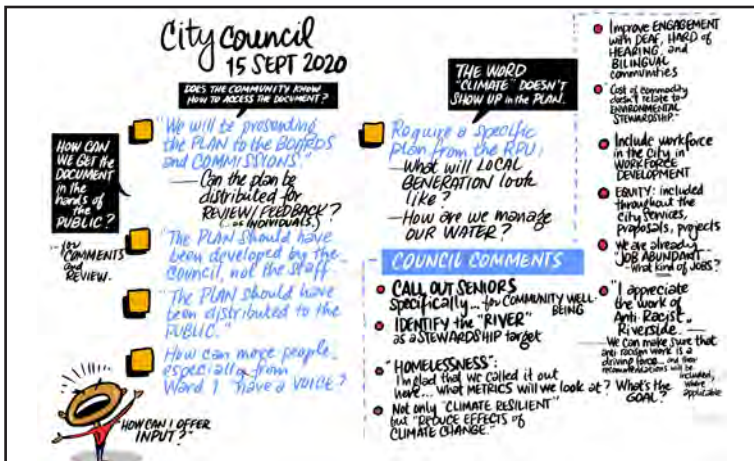 City Council
15 SEPT 2020
DOES THE COMMUNITY KNOW
HOW TO ACCESS THE DOCUMENT?
HOW CAN
WE GET the
DOCUMENT
in the
hands of
the
PUBLIC?
...for
COMMENTS
and
REVIEW.
"We will be presenting
the PLAN to the BOARDS
and COMMISSIONS."
— Can the plan be
distributed for
REVIEW/FEEDBACK?
(...as INDIVIDUALS.)
"The PLAN should have
been developed by the
Council, not the staff
"The PLAN should have
been distributed to the
PUBLIC."
How can more people...
especially from
Ward 1 have a VOICE?
"HOW CAN I OFFER
INPUT?"
THE WORD
"CLIMATE" DOESN'T
SHOW UP in the PLAN.
Require a specific
plan from the RPU:
— What will LOCAL
GENERATION look
like?
— How are we manage
OUR WATER?
COUNCIL COMMENTS
CALL OUT SENIORS
specifically... for COMMUNITY WELL-
BEING
IDENTIFY the "RIVER"
as a STEWARDSHIP target
"HOMELESSNESS":
I'm glad that we called it out
here... what METRICS will we look at? What's the
GOAL?
Not only "CLIMATE RESILIENT"
but "REDUCE EFFECTS of
CLIMATE CHANGE."
Improve ENGAGEMENT
with DEAF, HARD of
HEARING, and
BILINGUAL
communities
"Cost of commodity
doesn't relate to
ENVIRONMENTAL
STEWARDSHIP."
Include workforce
in the City in
WORKFORCE
DEVELOPMENT
EQUITY: included
throughout the
city services,
proposals, projects
We are already...
"JOB ABUNDANT"
— what kind of JOBS?
"I appreciate
the work of
Anti-Racist
Riverside...
— We can make sure that
anti racism work is a
driving force... and their
recommendations will be
included,
where
applicable